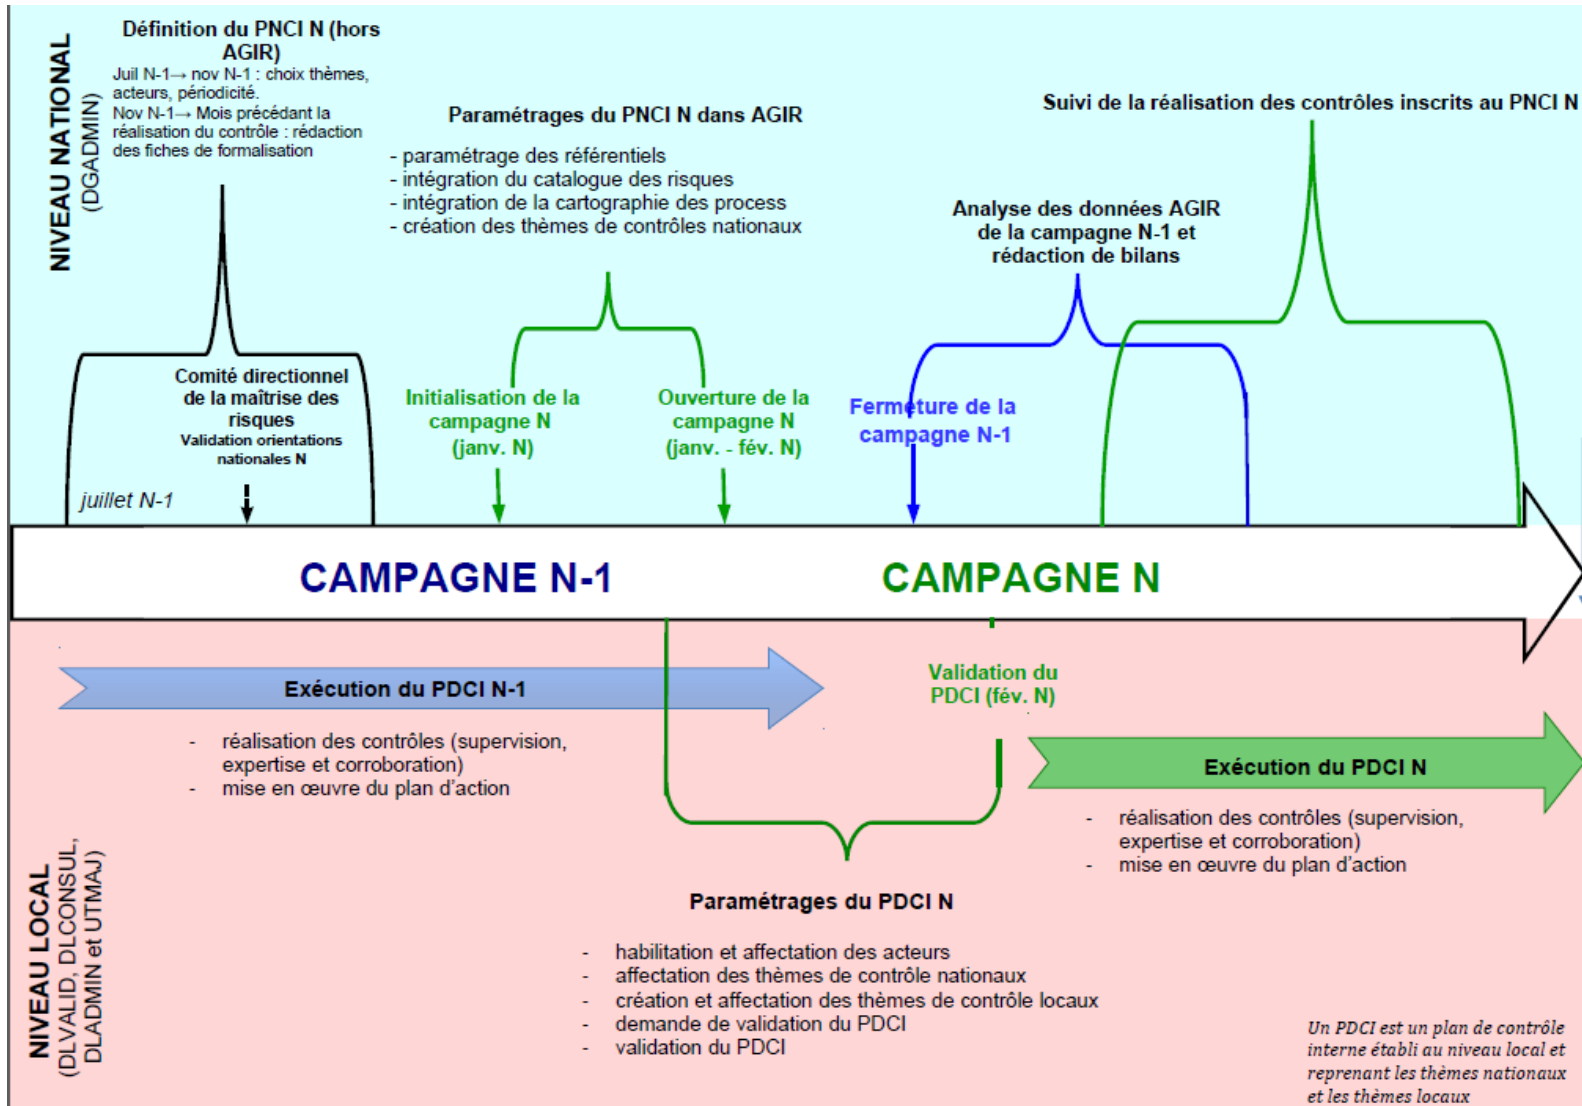 NIVEAU NATIONAL
(DGADMIN)
Définition du PNCI N (hors
AGIR)
Juil N-1→ nov N-1 : choix thèmes,
acteurs, périodicité.
Nov N-1→ Mois précédant la
réalisation du contrôle : rédaction
des fiches de formalisation
Paramétrages du PNCI N dans AGIR
- paramétrage des référentiels
- intégration du catalogue des risques
- intégration de la cartographie des process
- création des thèmes de contrôles nationaux
Suivi de la réalisation des contrôles inscrits au PNCI N
Analyse des données AGIR
de la campagne N-1 et
rédaction de bilans
Comité directionnel
de la maîtrise des
risques
Validation orientations
nationales N
juillet N-1
Initialisation de la
campagne N
(janv. N)
Ouverture de la
campagne N
(janv. - fév. N)
Fermeture de la
campagne N-1
CAMPAGNE N-1
CAMPAGNE N
NIVEAU LOCAL
(DLVALID, DLCONSUL,
DLADMIN et UTMAJ)
Exécution du PDCI N-1
- réalisation des contrôles (supervision,
expertise et corroboration)
- mise en œuvre du plan d'action
Validation du
PDCI (fév. N)
Exécution du PDCI N
- réalisation des contrôles (supervision,
expertise et corroboration)
- mise en œuvre du plan d'action
Paramétrages du PDCI N
- habilitation et affectation des acteurs
- affectation des thèmes de contrôle nationaux
- création et affectation des thèmes de contrôle locaux
- demande de validation du PDCI
- validation du PDCI
Un PDCI est un plan de contrôle
interne établi au niveau local et
reprenant les thèmes nationaux
et les thèmes locaux